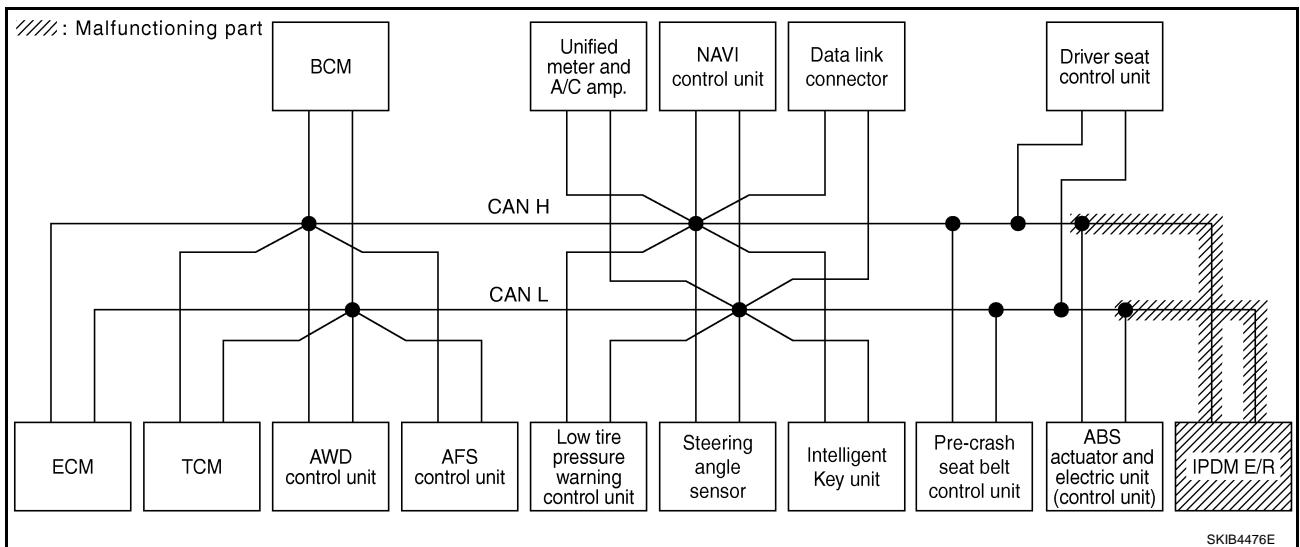 : Malfunctioning part
BCM
Unified
meter and
A/C amp.
NAVI
control unit
Data link
connector
Driver seat
control unit
CAN H
CAN L
ECM
TCM
AWD
control unit
AFS
control unit
Low tire
pressure
warning
control unit
Steering
angle
sensor
Intelligent
Key unit
Pre-crash
seat belt
control unit
ABS
actuator and
electric unit
(control unit)
IPDM E/R
SKIB4476E